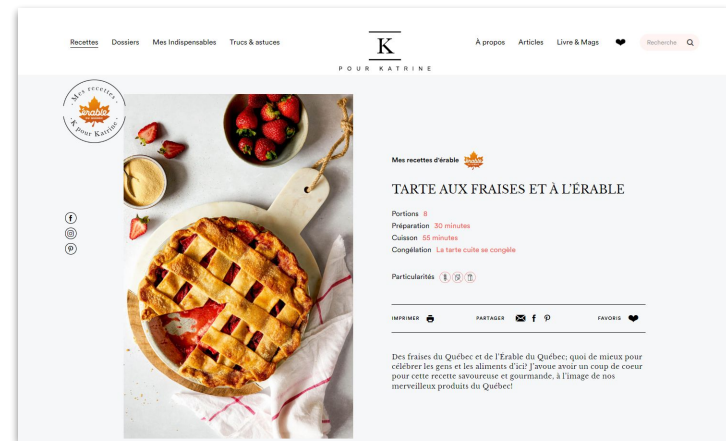 Recettes Dossiers Mes Indispensables Trucs & astuces
K
POUR KATRINE
À propos Articles Livre & Mags Recherche
· Mes recettes ·
érable
K pour Katrine
Mes recettes d'érable
TARTE AUX FRAISES ET À L'ÉRABLE
Portions 8
Préparation 30 minutes
Cuisson 55 minutes
Congélation La tarte cuite se congèle
Particularités
IMPRIMER PARTAGER FAVORIS
Des fraises du Québec et de l'Érable du Québec; quoi de mieux pour
célébrer les gens et les aliments d'ici! J'avoue avoir un coup de coeur
pour cette recette savoureuse et gourmande, à l'image de nos
merveilleux produits du Québec!